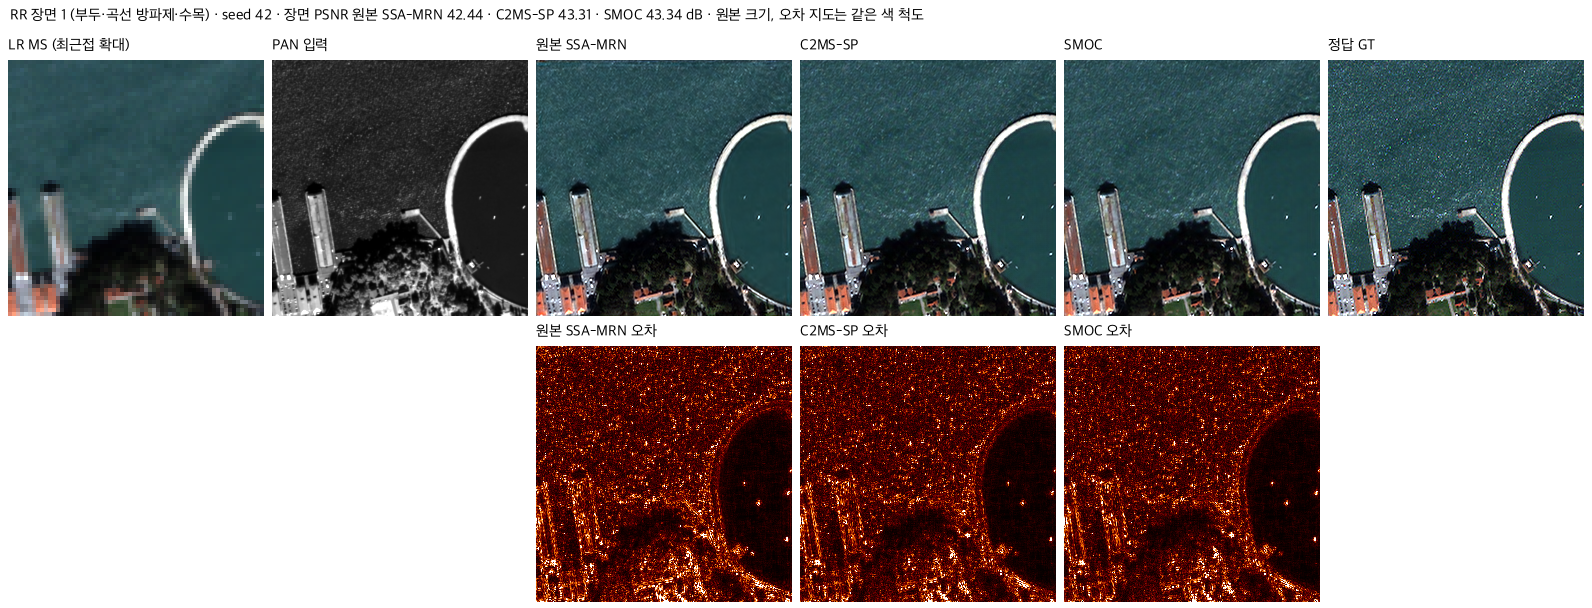 RR 장면 1 (부두·곡선 방파제·수목) · seed 42 · 장면 PSNR 원본 SSA-MRN 42.44 · C2MS-SP 43.31 · SMOC 43.34 dB · 원본 크기, 오차 지도는 같은 색 척도
LR MS (최근접 확대)
PAN 입력
원본 SSA-MRN
C2MS-SP
SMOC
정답 GT
원본 SSA-MRN 오차
C2MS-SP 오차
SMOC 오차